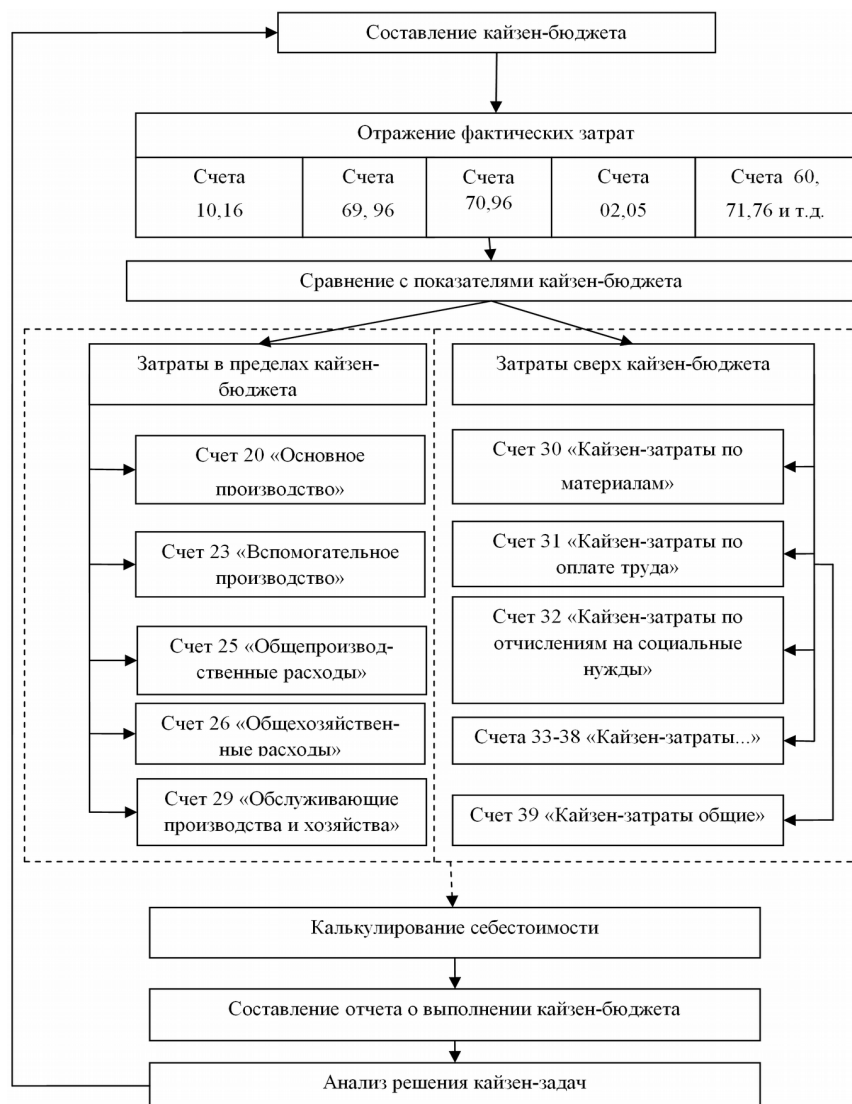 Составление кайзен-бюджета
Отражение фактических затрат
Счета
10,16
Счета
69, 96
Счета
70,96
Счета
02,05
Счета 60,
71,76 и т.д.
Сравнение с показателями кайзен-бюджета
Затраты в пределах кайзен-
бюджета
Счет 20 «Основное
производство»
Счет 23 «Вспомогательное
производство»
Счет 25 «Общепроизвод-
ственные расходы»
Счет 26 «Общехозяйствен-
ные расходы»
Счет 29 «Обслуживающие
производства и хозяйства»
Затраты сверх кайзен-бюджета
Счет 30 «Кайзен-затраты по
материалам»
Счет 31 «Кайзен-затраты по
оплате труда»
Счет 32 «Кайзен-затраты по
отчислениям на социальные
нужды»
Счета 33-38 «Кайзен-затраты...»
Счет 39 «Кайзен-затраты общие»
Калькулирование себестоимости
Составление отчета о выполнении кайзен-бюджета
Анализ решения кайзен-задач